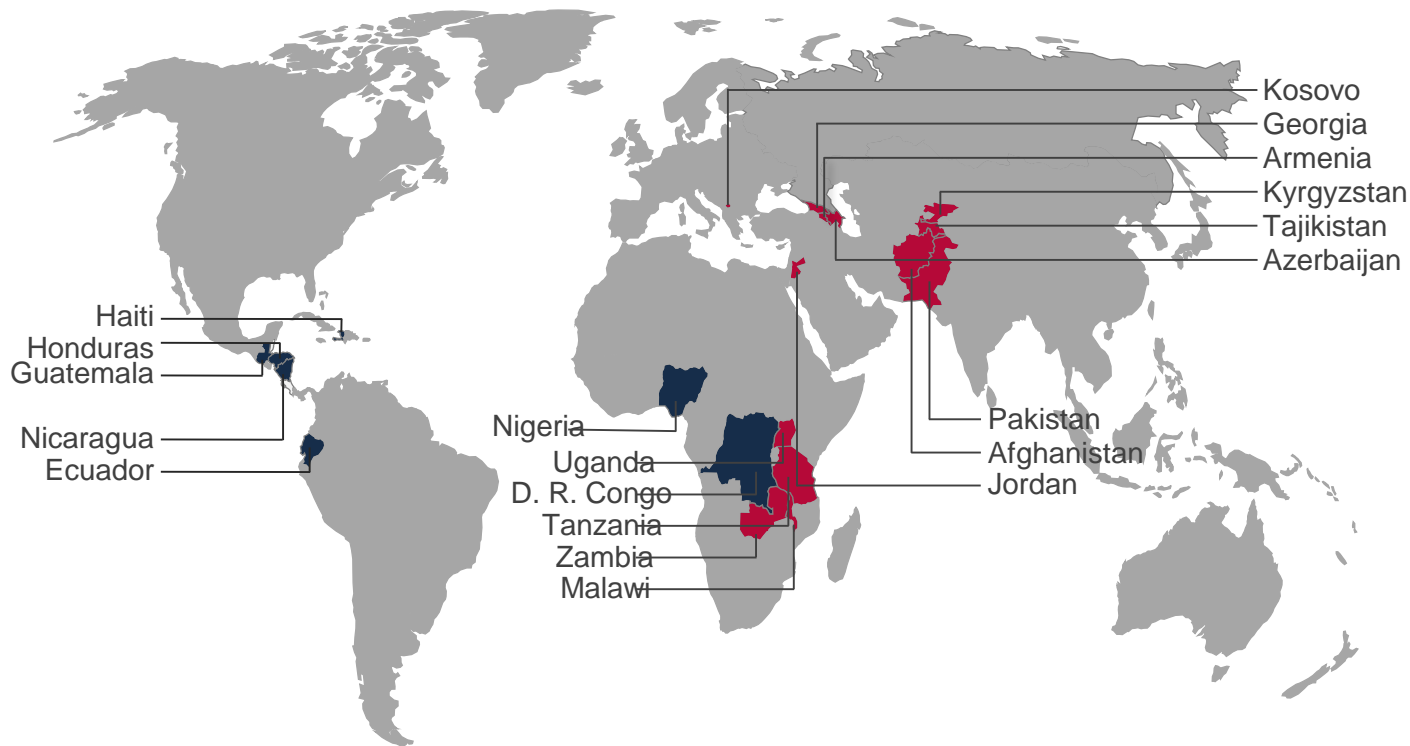 Kosovo
Georgia
Armenia
Kyrgyzstan
Tajikistan
Azerbaijan
Haiti
Honduras
Guatemala
Nicaragua
Ecuador
Nigeria
Uganda
D. R. Congo
Tanzania
Zambia
Malawi
Pakistan
Afghanistan
Jordan